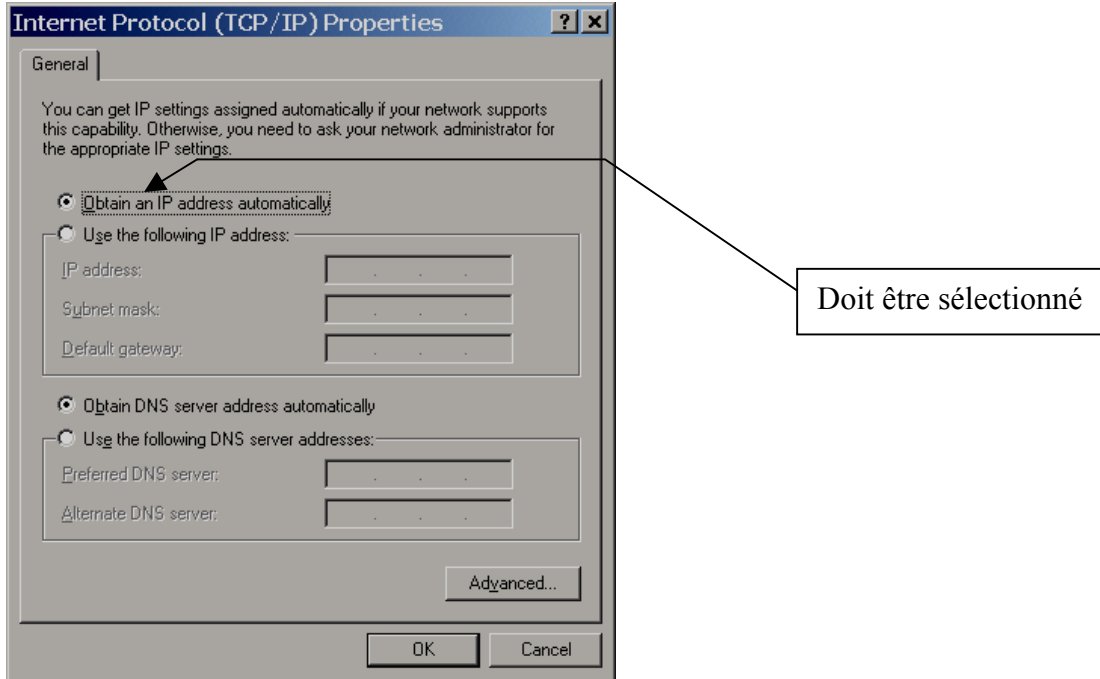 Internet Protocol (TCP/IP) Properties
General
You can get IP settings assigned automatically if your network supports
this capability. Otherwise, you need to ask your network administrator for
the appropriate IP settings.
Obtain an IP address automatically
Use the following IP address:
IP address:
Subnet mask:
Default gateway:
Obtain DNS server address automatically
Use the following DNS server addresses:
Preferred DNS server:
Alternate DNS server:
Advanced...
OK
Cancel
Doit être sélectionné